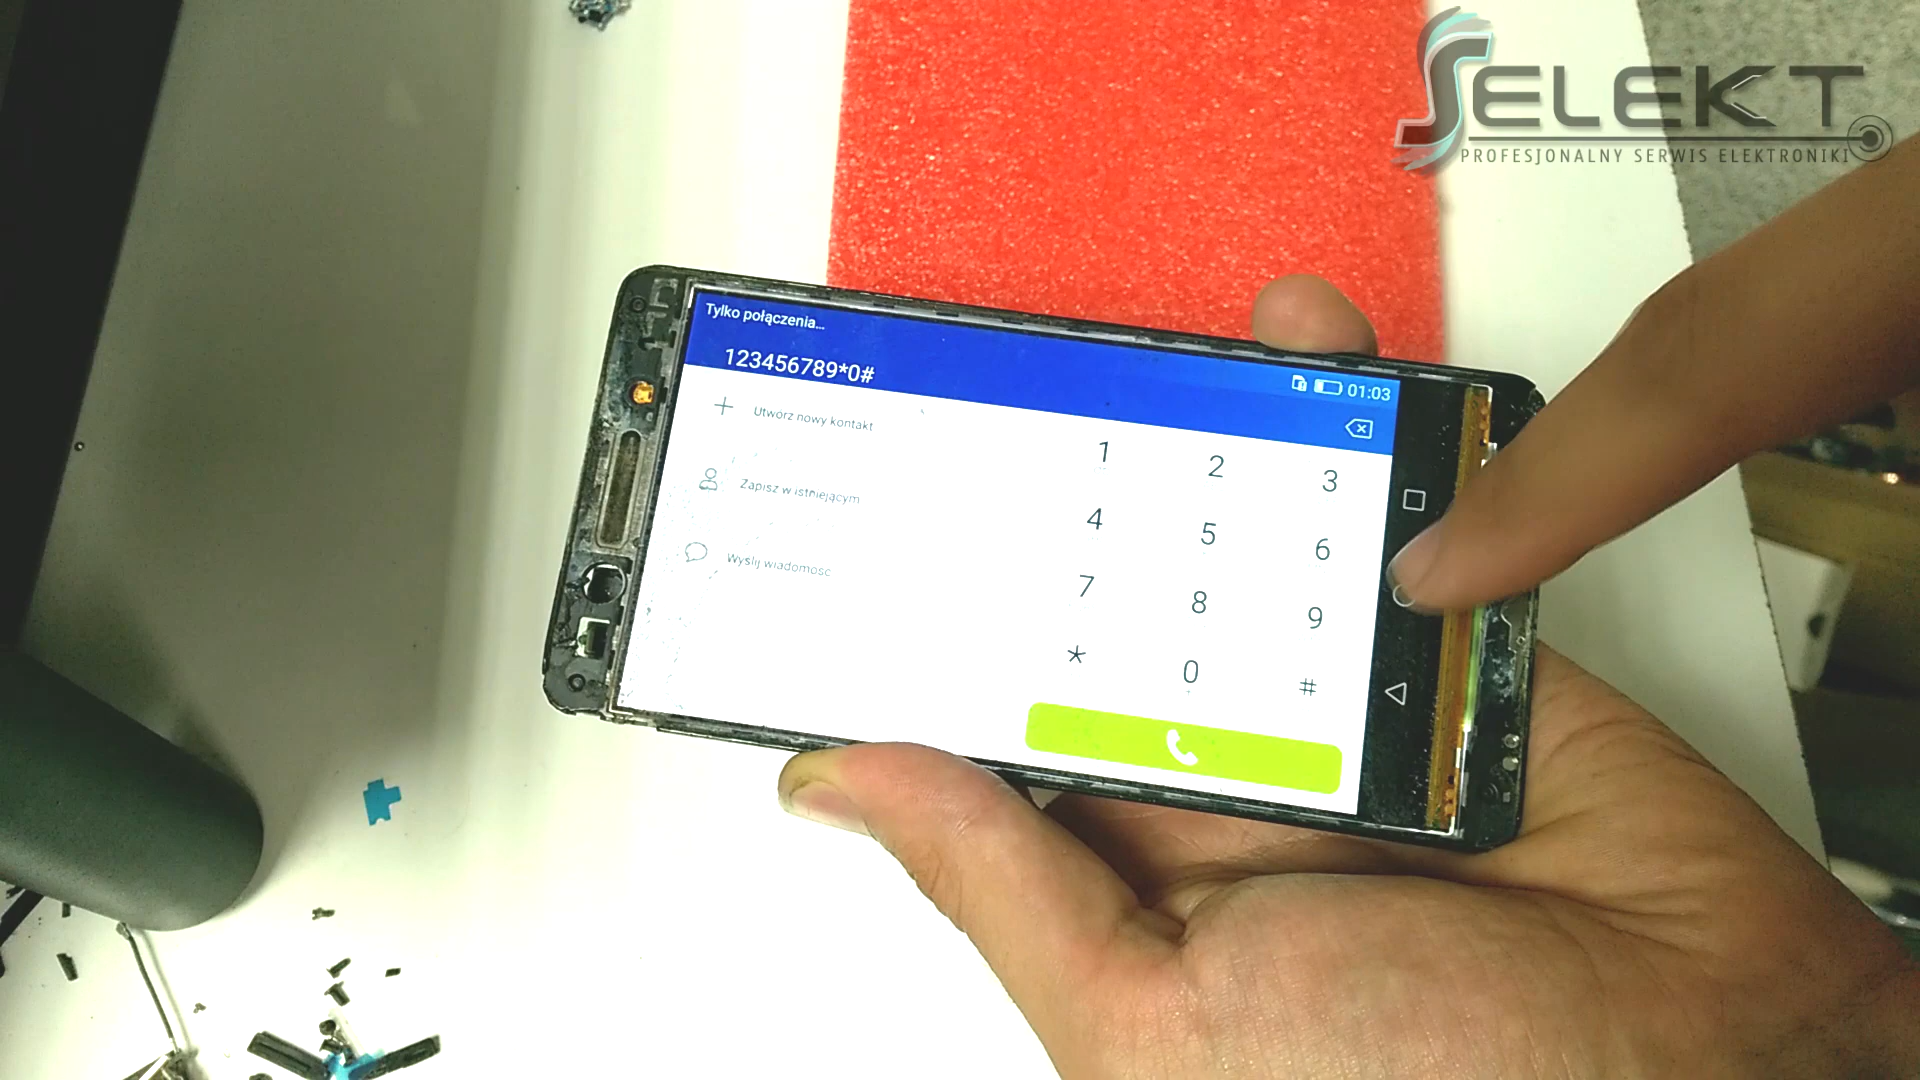 SELEKT
PROFESJONALNY SERWIS ELEKTRONIKI
Tylko połączenia...
01:03
123456789*0#
Utwórz nowy kontakt
Zapisz w istniejącym
Wyślij wiadomość
1 2 3
4 5 6
7 8 9
* 0 #